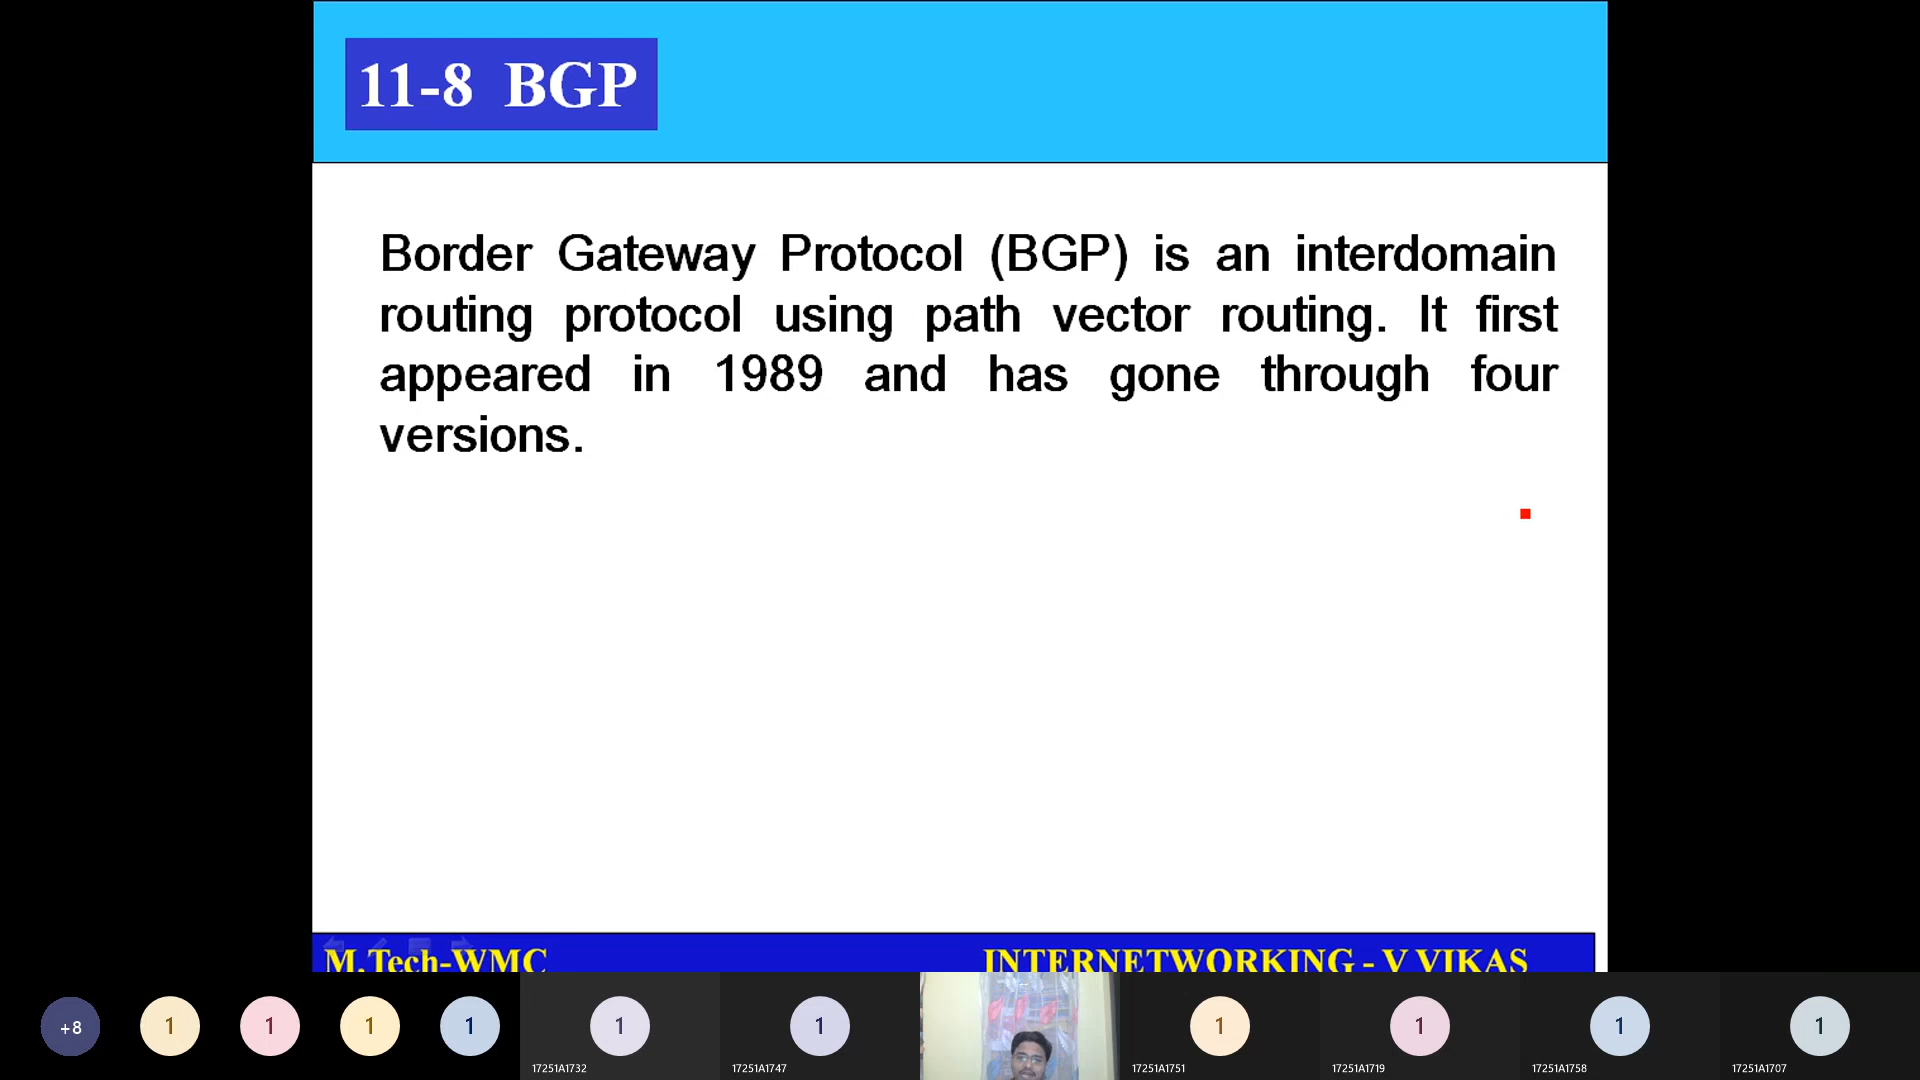 11-8 BGP
Border Gateway Protocol (BGP) is an interdomain
routing protocol using path vector routing. It first
appeared in 1989 and has gone through four
versions.
M.Tech-WMC INTERNETWORKING - V VIKAS
+8 1 1 1 1 1 1 1 1 1 1
17251A1732 17251A1747 17251A1751 17251A1719 17251A1758 17251A1707